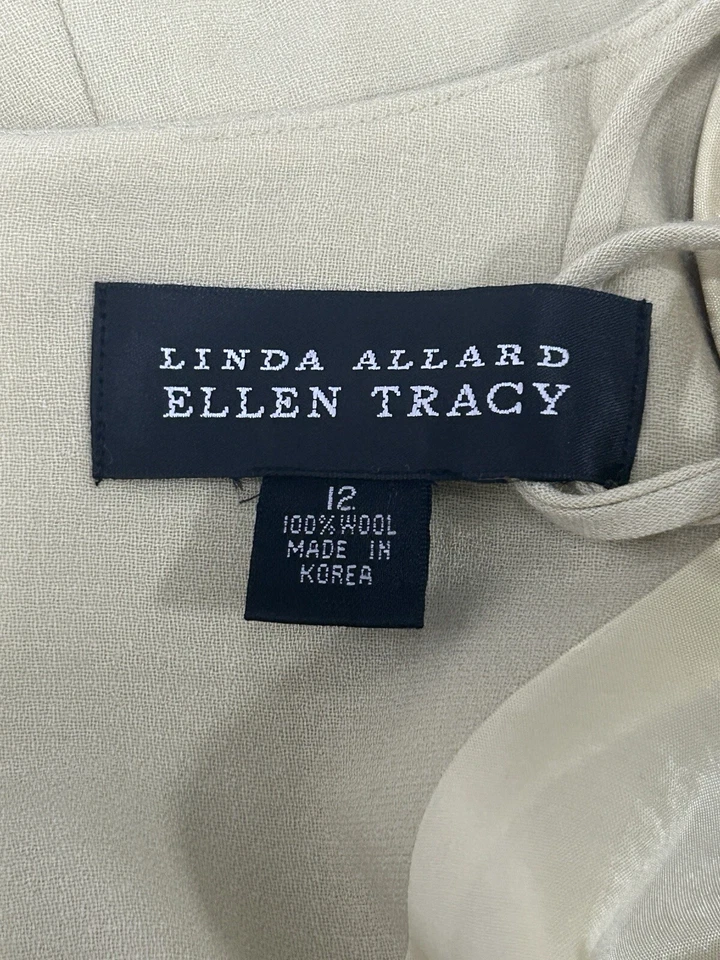 LINDA ALLARD
ELLEN TRACY
12
100% WOOL
MADE IN
KOREA